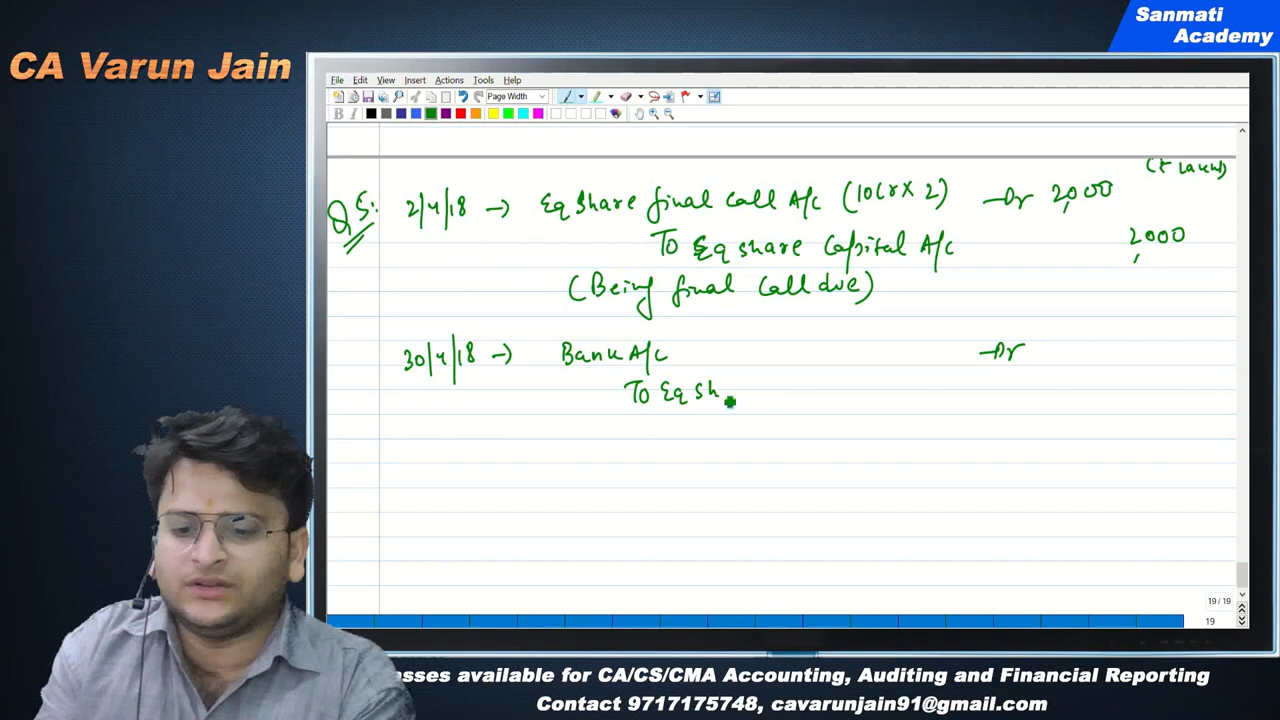 Sanmati
Academy
CA Varun Jain
File Edit View Insert Actions Tools Help
Page Width
B I
(₹ Lakh)
Q5: 2/4/18 → Eq Share final call A/c (10Cr X 2) -Dr 2,000
To Eq share Capital A/c 2,000
(Being final Call due)
30/4/18 → Bank A/c -Dr
To Eq Sh
19/19
19
asses available for CA/CS/CMA Accounting, Auditing and Financial Reporting
Contact 9717175748, cavarunjain91@gmail.com